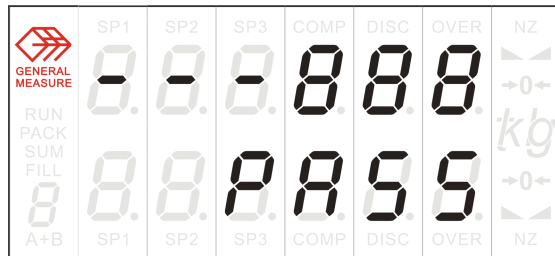 SP1 SP2 SP3 COMP DISC OVER NZ
GENERAL
MEASURE
- - - 888
→0←
RUN
PACK
SUM
FILL
PASS
→0←
A+B SP1 SP2 SP3 COMP DISC OVER NZ